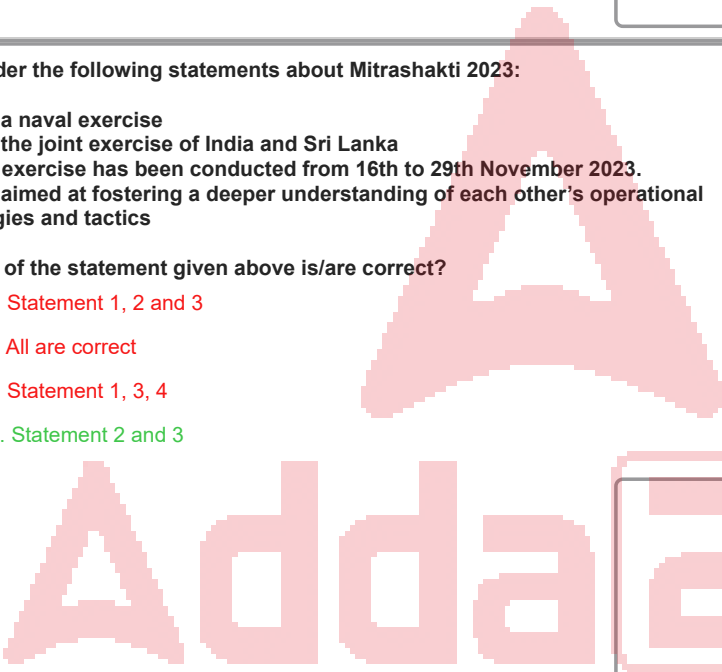 der the following statements about Mitrashakti 2023:
a naval exercise
the joint exercise of India and Sri Lanka
exercise has been conducted from 16th to 29th November 2023.
aimed at fostering a deeper understanding of each other's operational
gies and tactics
of the statement given above is/are correct?
Statement 1, 2 and 3
All are correct
Statement 1, 3, 4
. Statement 2 and 3
Adda